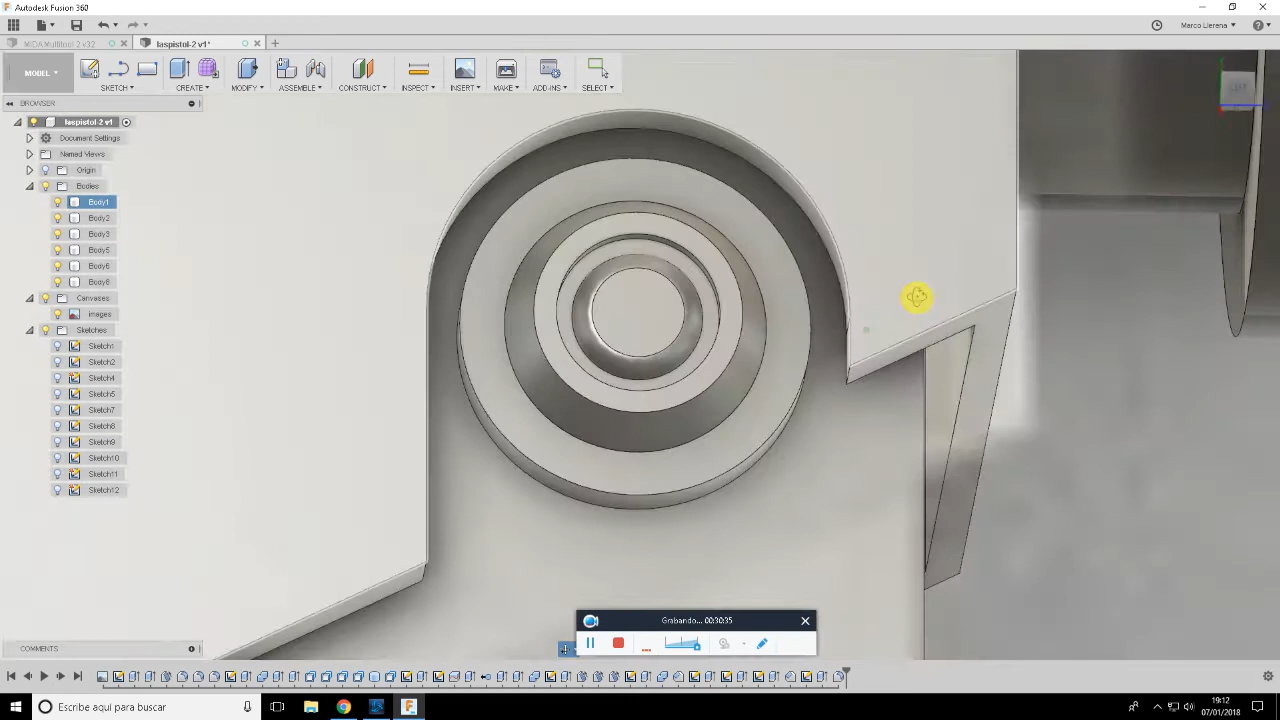 Autodesk Fusion 360
Marco Llerena
MIDA Multitool 2 v32
laspistol-2 v1*
MODEL
SKETCH
CREATE
MODIFY
ASSEMBLE
CONSTRUCT
INSPECT
INSERT
MAKE
ADD-INS
SELECT
BROWSER
laspistol-2 v1
Document Settings
Named Views
Origin
Bodies
Body1
Body2
Body3
Body5
Body6
Body8
Canvases
images
Sketches
Sketch1
Sketch2
Sketch4
Sketch5
Sketch7
Sketch8
Sketch9
Sketch10
Sketch11
Sketch12
Grabando... 00:30:35
COMMENTS
Escribe aquí para buscar
19:12
07/01/2018